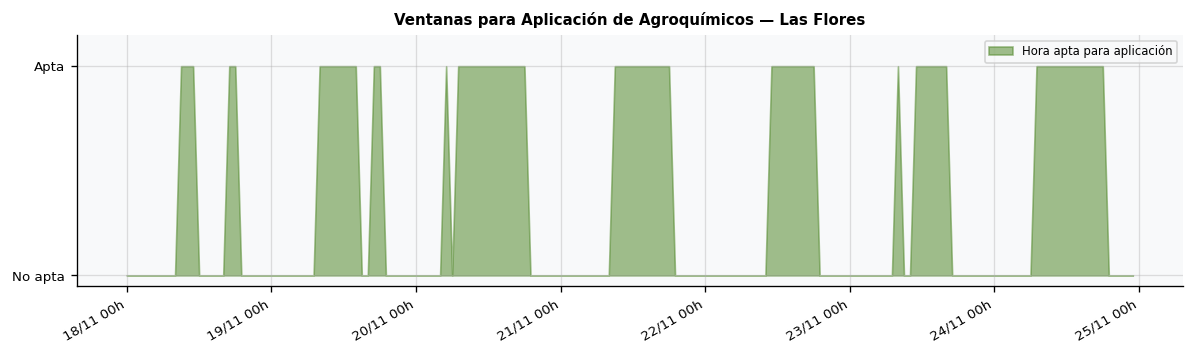 Ventanas para Aplicación de Agroquímicos — Las Flores
Hora apta para aplicación
Apta
No apta
18/11 00h
19/11 00h
20/11 00h
21/11 00h
22/11 00h
23/11 00h
24/11 00h
25/11 00h